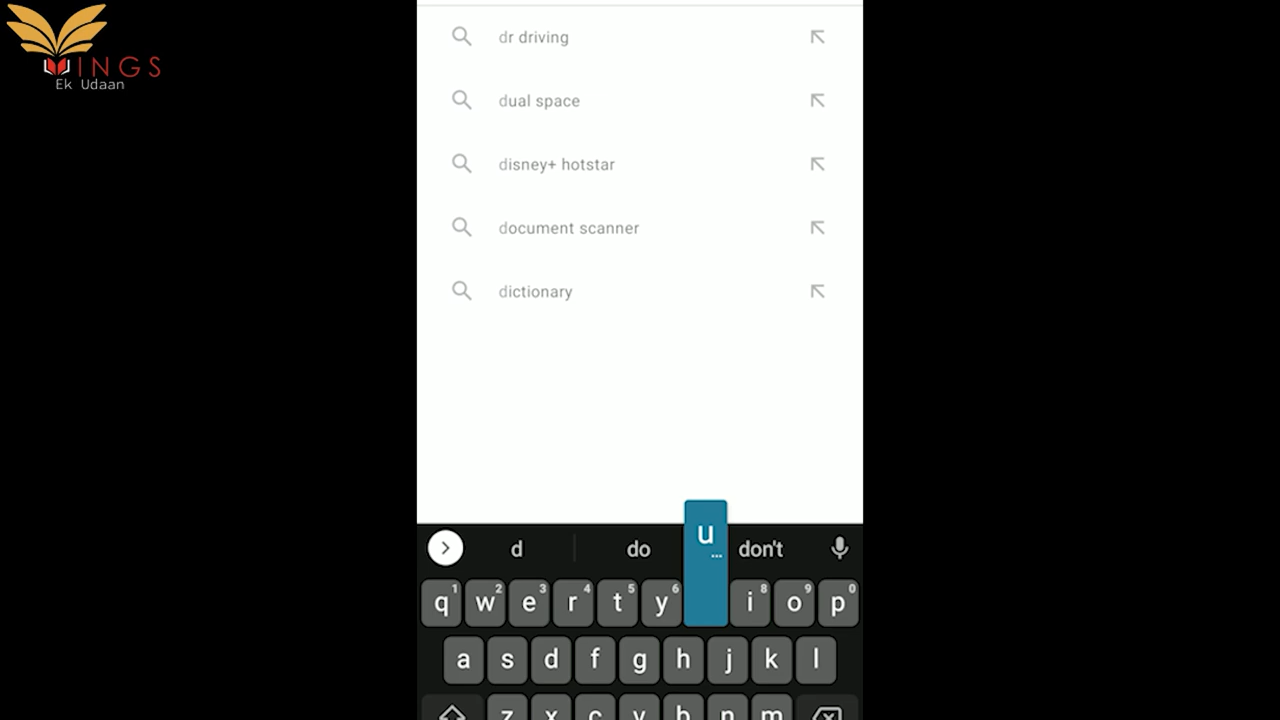 WINGS
Ek Udaan
dr driving
dual space
disney+ hotstar
document scanner
dictionary
d do u ... don't
q1 w2 e3 r4 t5 y6 i8 o9 p0
a s d f g h j k l
z x c v b n m